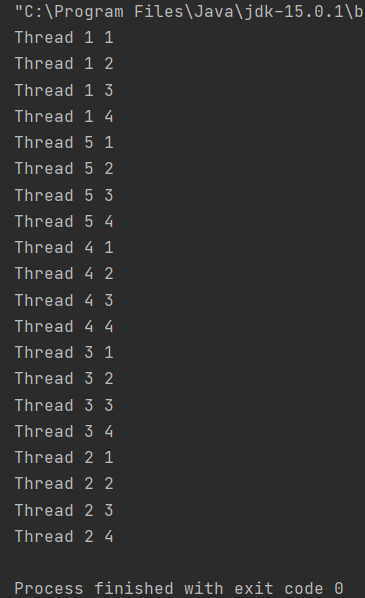 "C:\Program Files\Java\jdk-15.0.1\b
Thread 1 1
Thread 1 2
Thread 1 3
Thread 1 4
Thread 5 1
Thread 5 2
Thread 5 3
Thread 5 4
Thread 4 1
Thread 4 2
Thread 4 3
Thread 4 4
Thread 3 1
Thread 3 2
Thread 3 3
Thread 3 4
Thread 2 1
Thread 2 2
Thread 2 3
Thread 2 4
Process finished with exit code 0